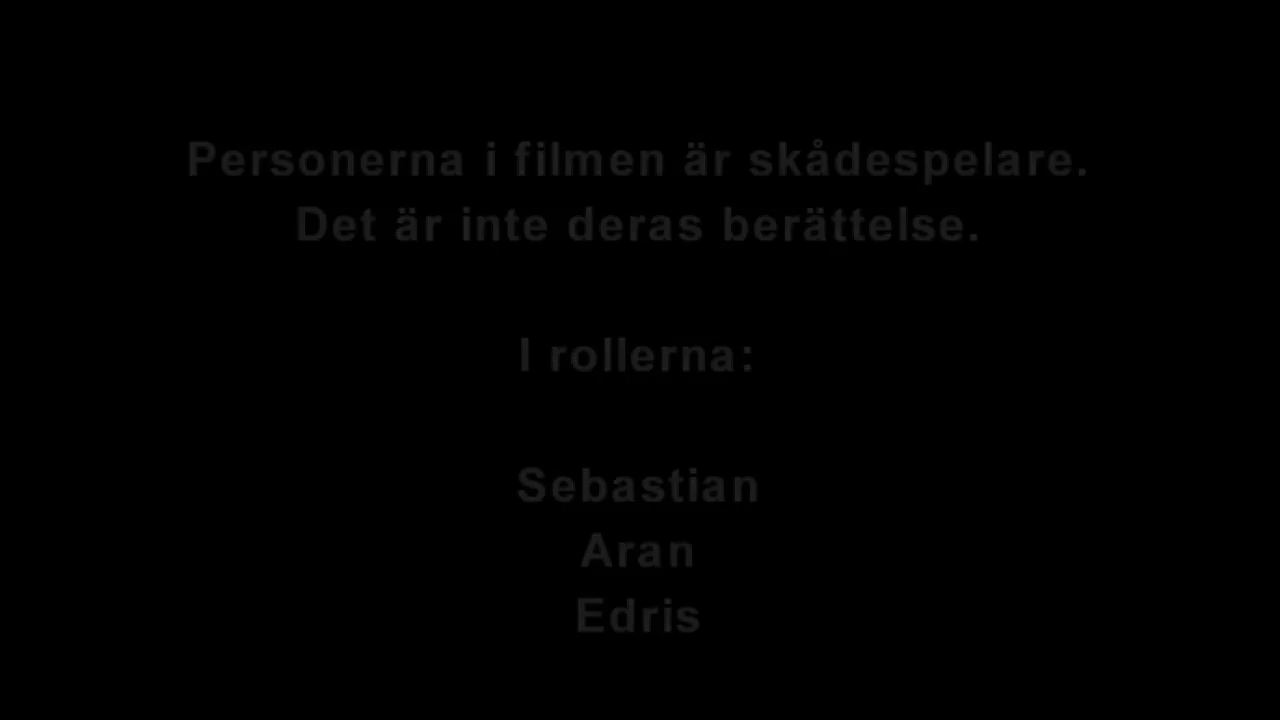 Personerna i filmen är skådespelare.
Det är inte deras berättelse.
I rollerna:
Sebastian
Aran
Edris